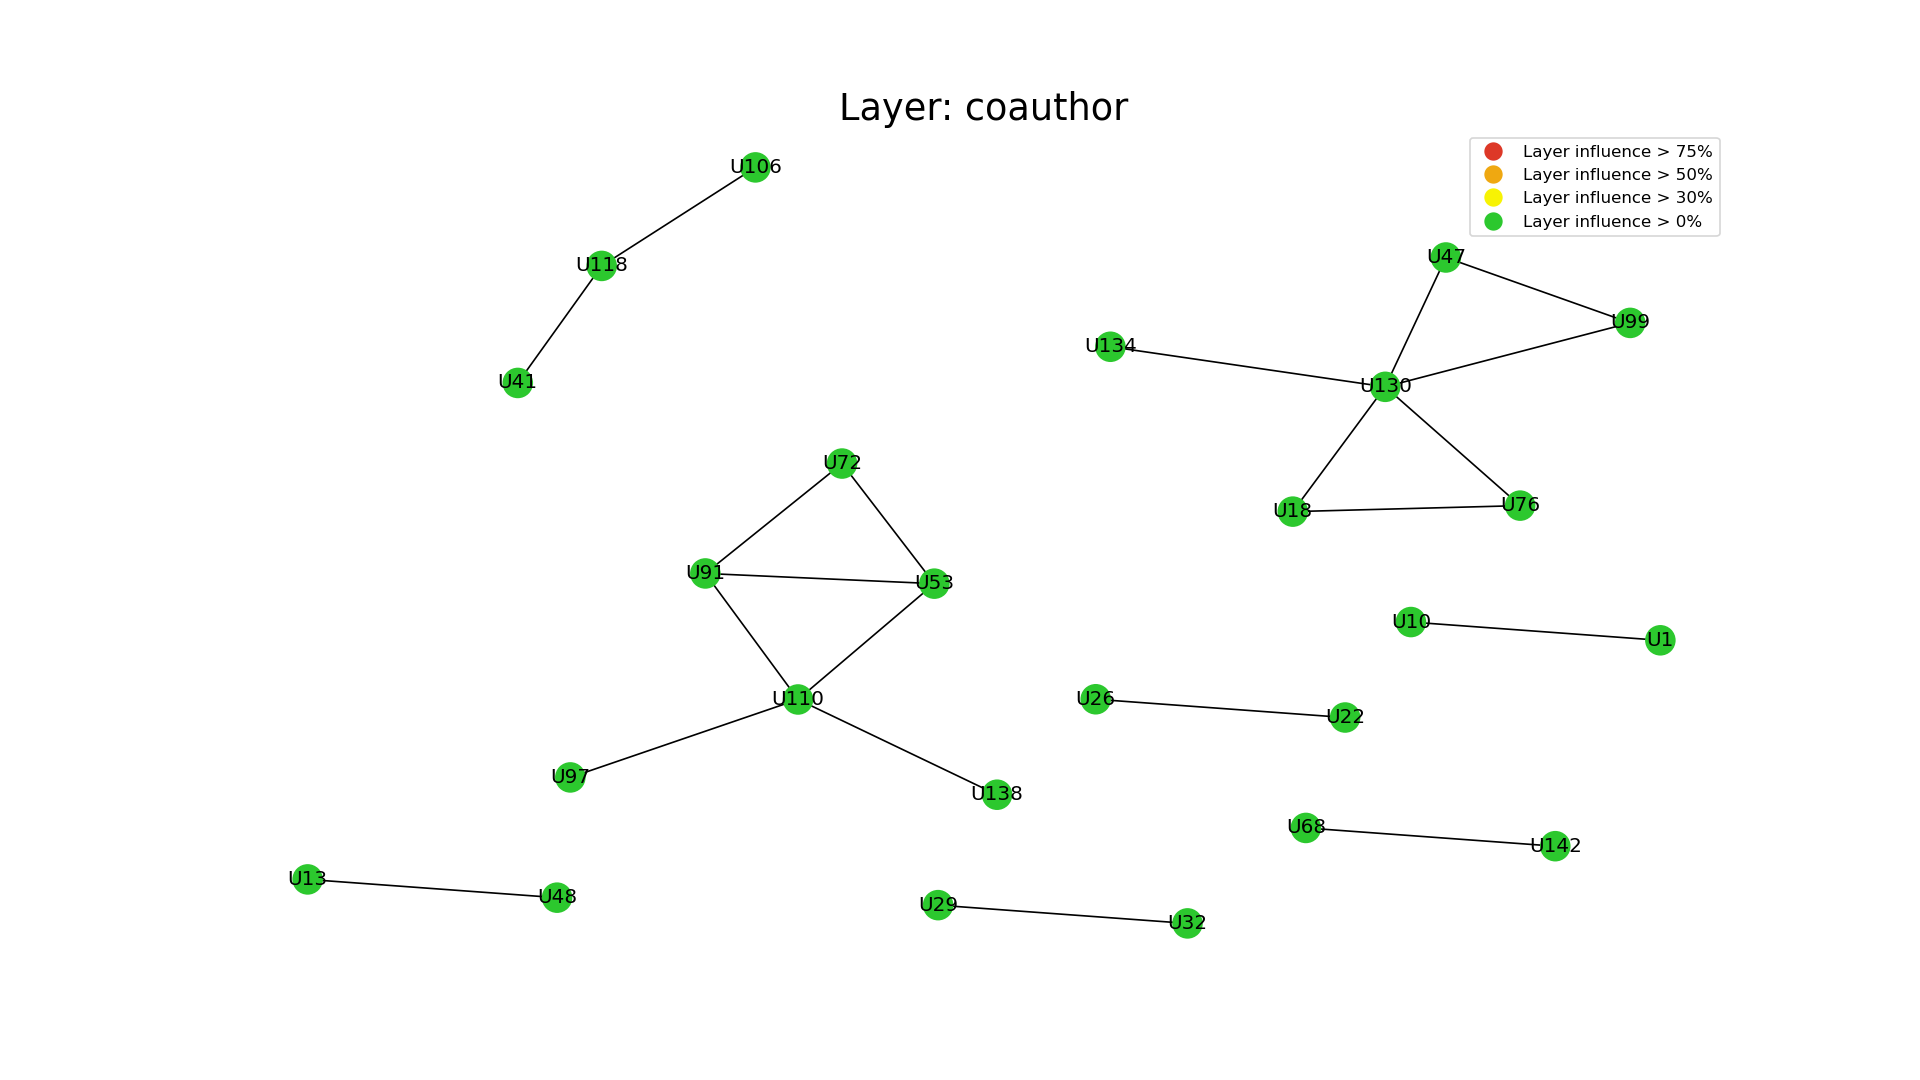 Layer: coauthor
Layer influence > 75%
Layer influence > 50%
Layer influence > 30%
Layer influence > 0%
U106
U118
U47
U99
U134
U41
U130
U72
U18
U76
U91
U53
U10
U1
U110
U26
U22
U97
U138
U68
U142
U13
U48
U29
U32